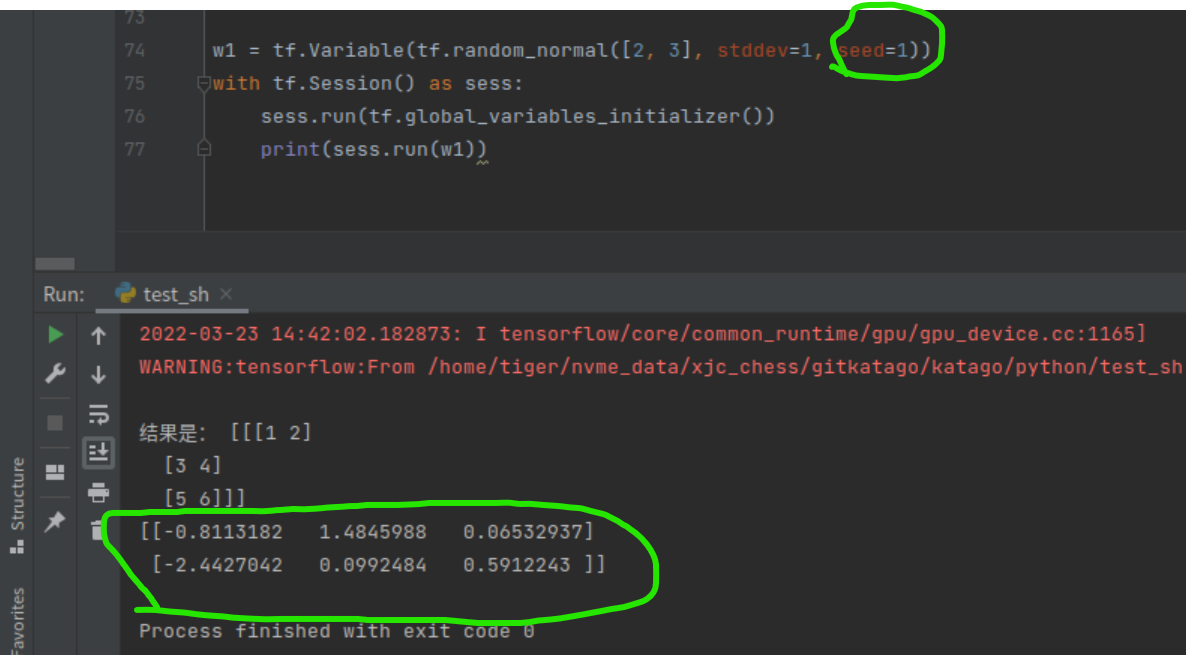 73
74 w1 = tf.Variable(tf.random_normal([2, 3], stddev=1, seed=1))
75 with tf.Session() as sess:
76 sess.run(tf.global_variables_initializer())
77 print(sess.run(w1))
Run: test_sh
2022-03-23 14:42:02.182873: I tensorflow/core/common_runtime/gpu/gpu_device.cc:1165]
WARNING:tensorflow:From /home/tiger/nvme_data/xjc_chess/gitkatago/katago/python/test_sh
结果是： [[[1 2]
[3 4]
[5 6]]]
[[-0.8113182 1.4845988 0.06532937]
[-2.4427042 0.0992484 0.5912243 ]]
Process finished with exit code 0
Structure
Favorites